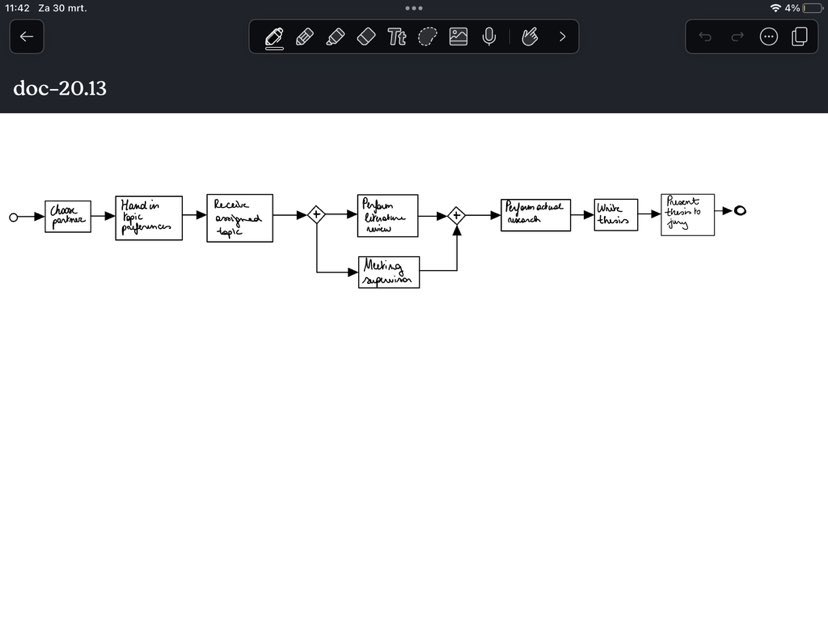 11:42 Za 30 mrt.
4%
Tt
doc-20.13
Choose
partner
Hand in
topic
preferences
Receive
assigned
topic
Perform
literature
review
Meeting
supervisor
Perform actual
research
Write
thesis
Present
thesis to
jury